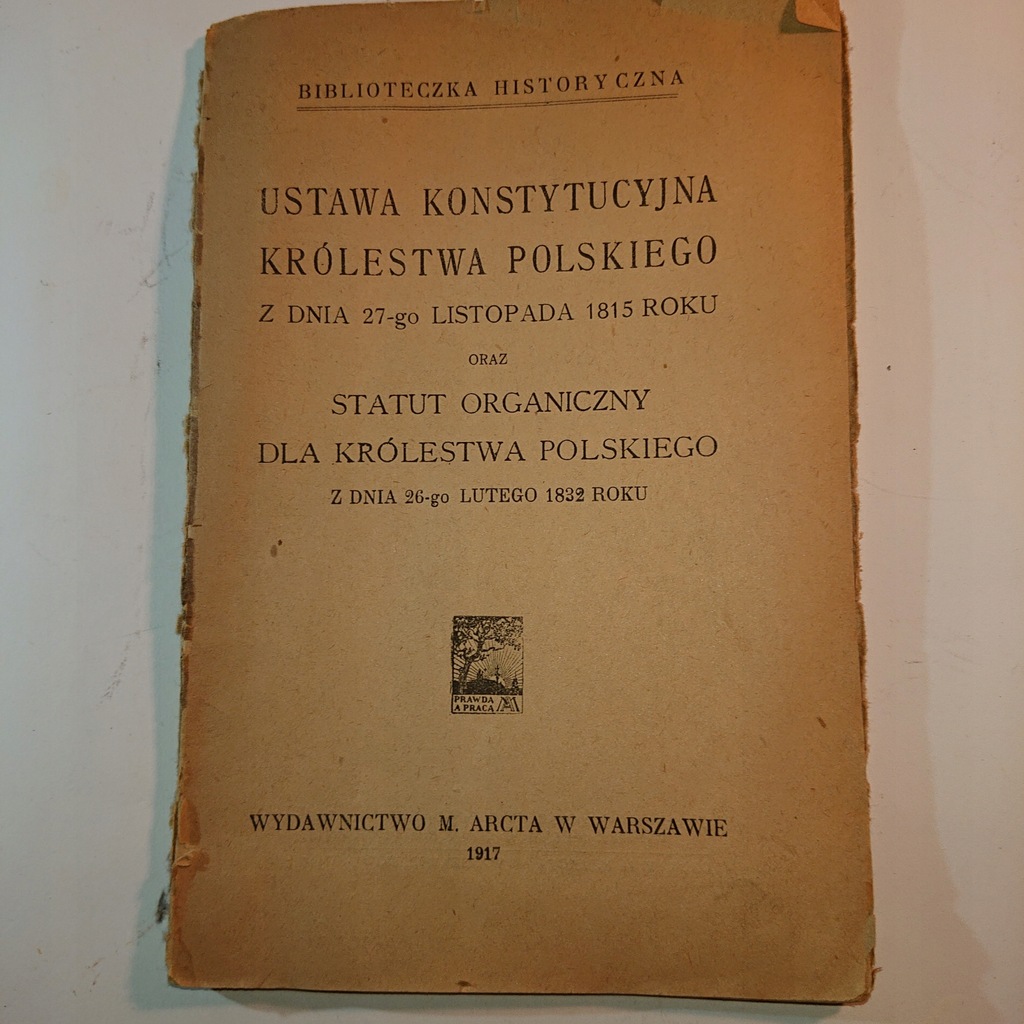 BIBLIOTECZKA HISTORYCZNA
USTAWA KONSTYTUCYJNA
KRÓLESTWA POLSKIEGO
Z DNIA 27-go LISTOPADA 1815 ROKU
ORAZ
STATUT ORGANICZNY
DLA KRÓLESTWA POLSKIEGO
Z DNIA 26-go LUTEGO 1832 ROKU
PRAWDA
A PRACA
WYDAWNICTWO M. ARCTA W WARSZAWIE
1917